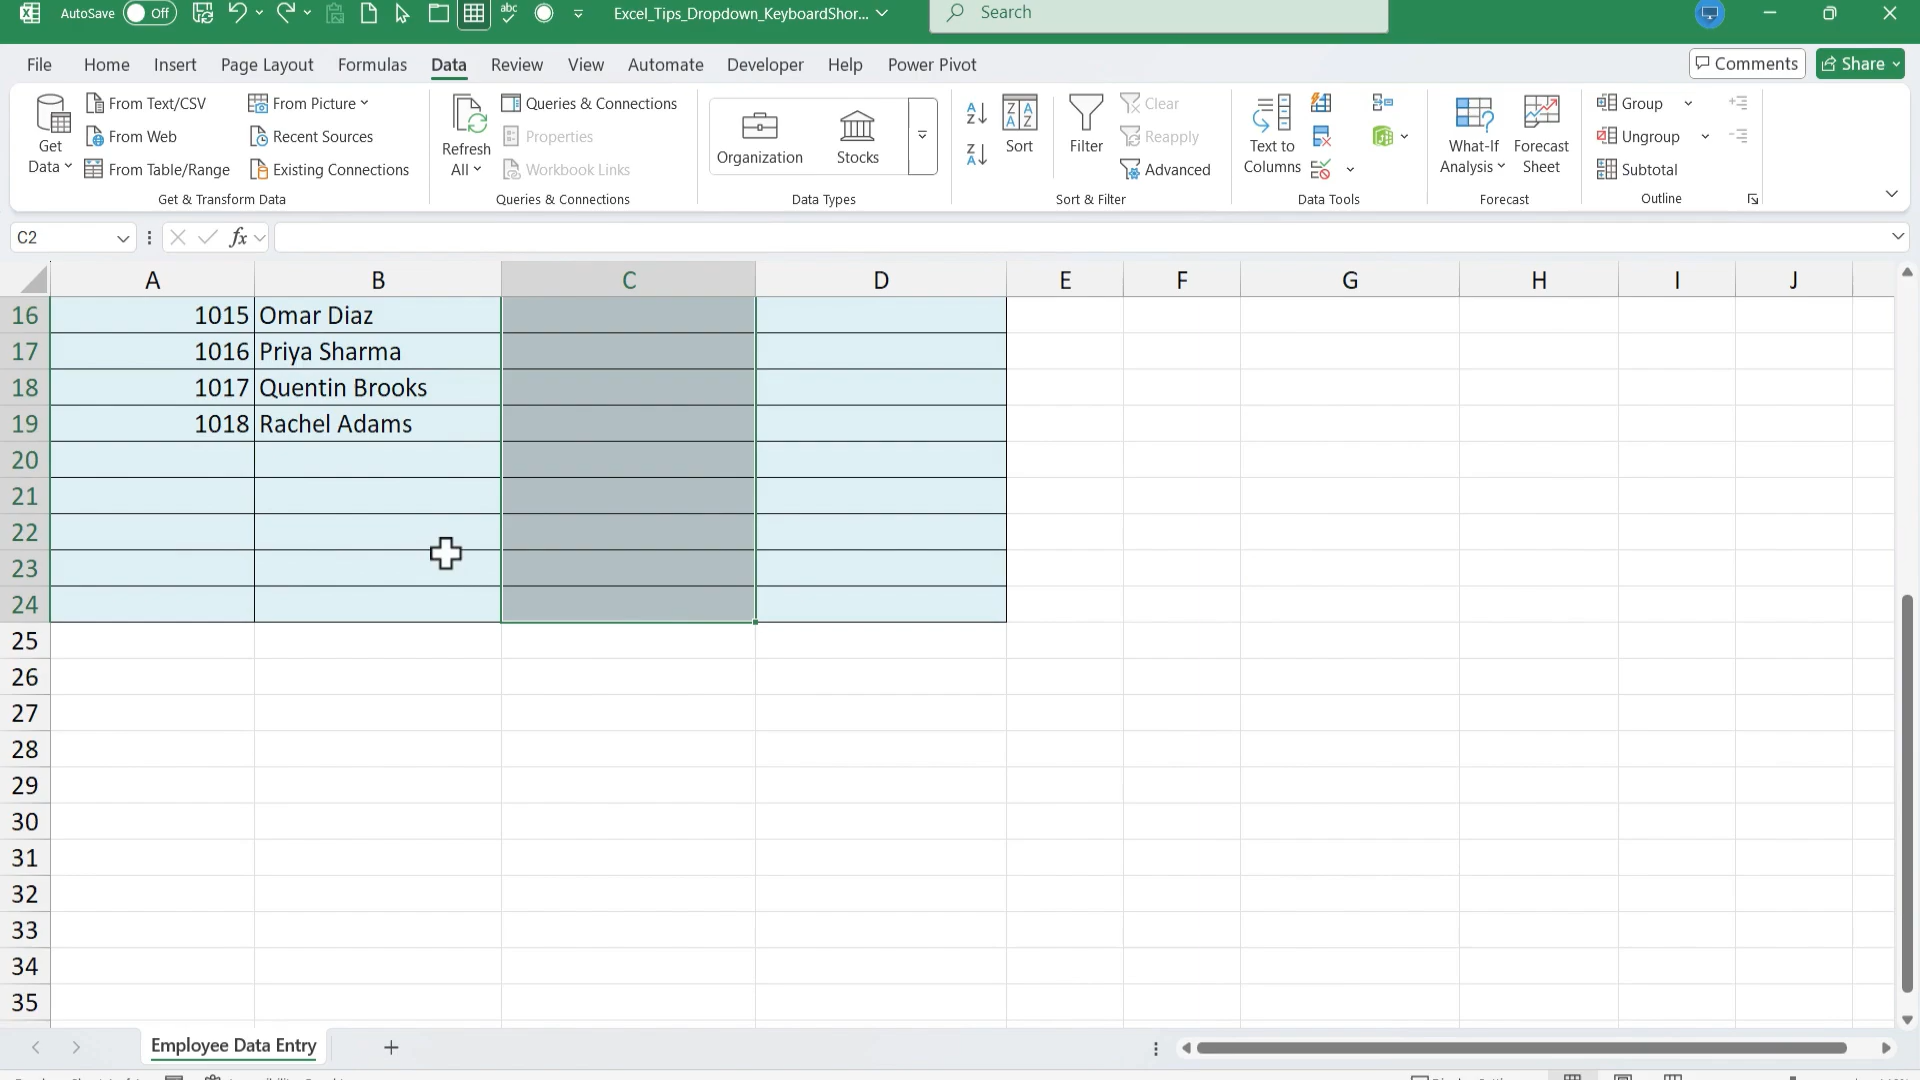 AutoSave Off abc Excel_Tips_Dropdown_KeyboardShor... Search
File Home Insert Page Layout Formulas Data Review View Automate Developer Help Power Pivot Comments Share
Get Data
From Text/CSV
From Web
From Table/Range
From Picture
Recent Sources
Existing Connections
Get & Transform Data
Refresh All
Queries & Connections
Properties
Workbook Links
Queries & Connections
Organization Stocks
Data Types
Sort
Filter
Clear
Reapply
Advanced
Sort & Filter
Text to Columns
Data Tools
What-If Analysis
Forecast Sheet
Forecast
Group
Ungroup
Subtotal
Outline
C2 fx
A B C D E F G H I J
16 1015 Omar Diaz
17 1016 Priya Sharma
18 1017 Quentin Brooks
19 1018 Rachel Adams
20
21
22
23
24
25
26
27
28
29
30
31
32
33
34
35
Employee Data Entry